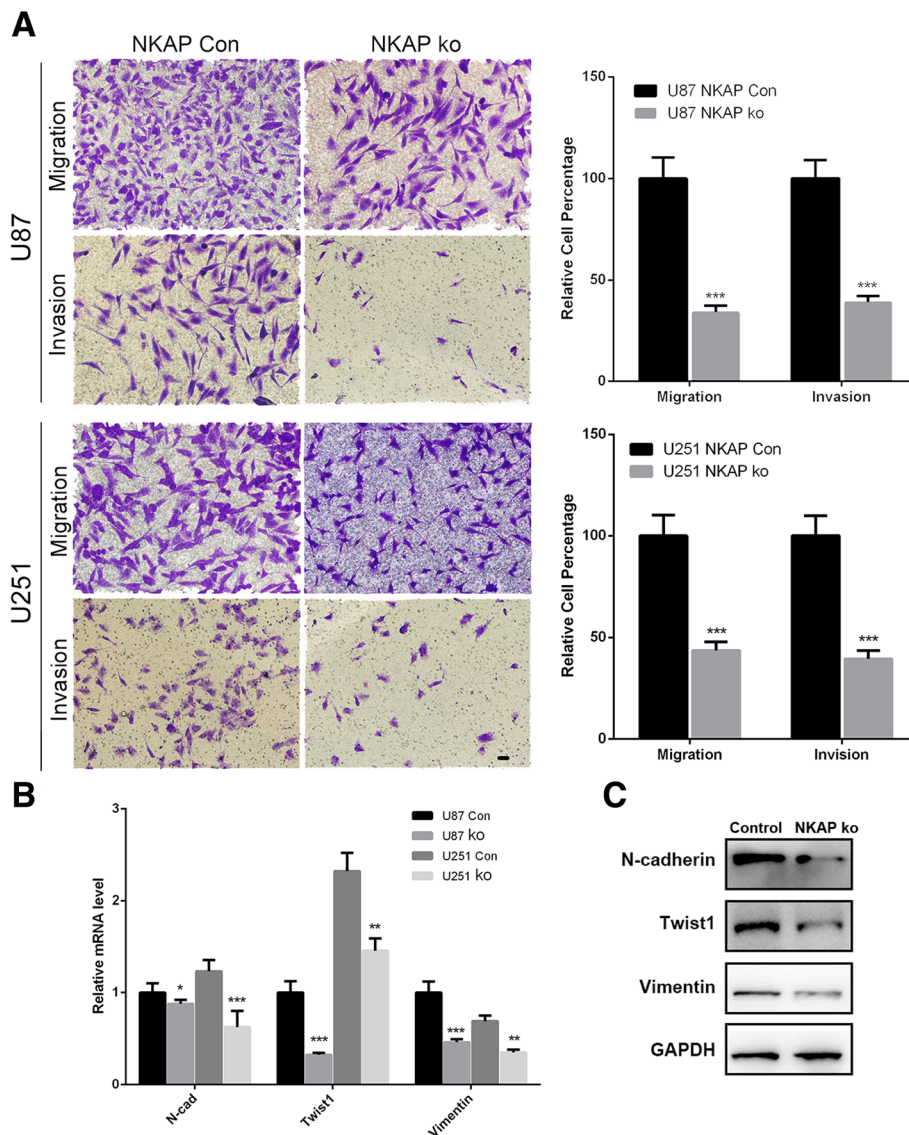 A
NKAP Con
NKAP ko
U87
Migration
Invasion
U251
Migration
Invasion
Relative Cell Percentage
150
100
50
0
U87 NKAP Con
U87 NKAP ko
***
***
Migration
Invasion
Relative Cell Percentage
150
100
50
0
U251 NKAP Con
U251 NKAP ko
***
***
Migration
Invision
B
Relative mRNA level
3
2
1
0
U87 Con
U87 ko
U251 Con
U251 ko
*
***
***
**
***
**
N-cad
Twist1
Vimentin
C
Control
NKAP ko
N-cadherin
Twist1
Vimentin
GAPDH